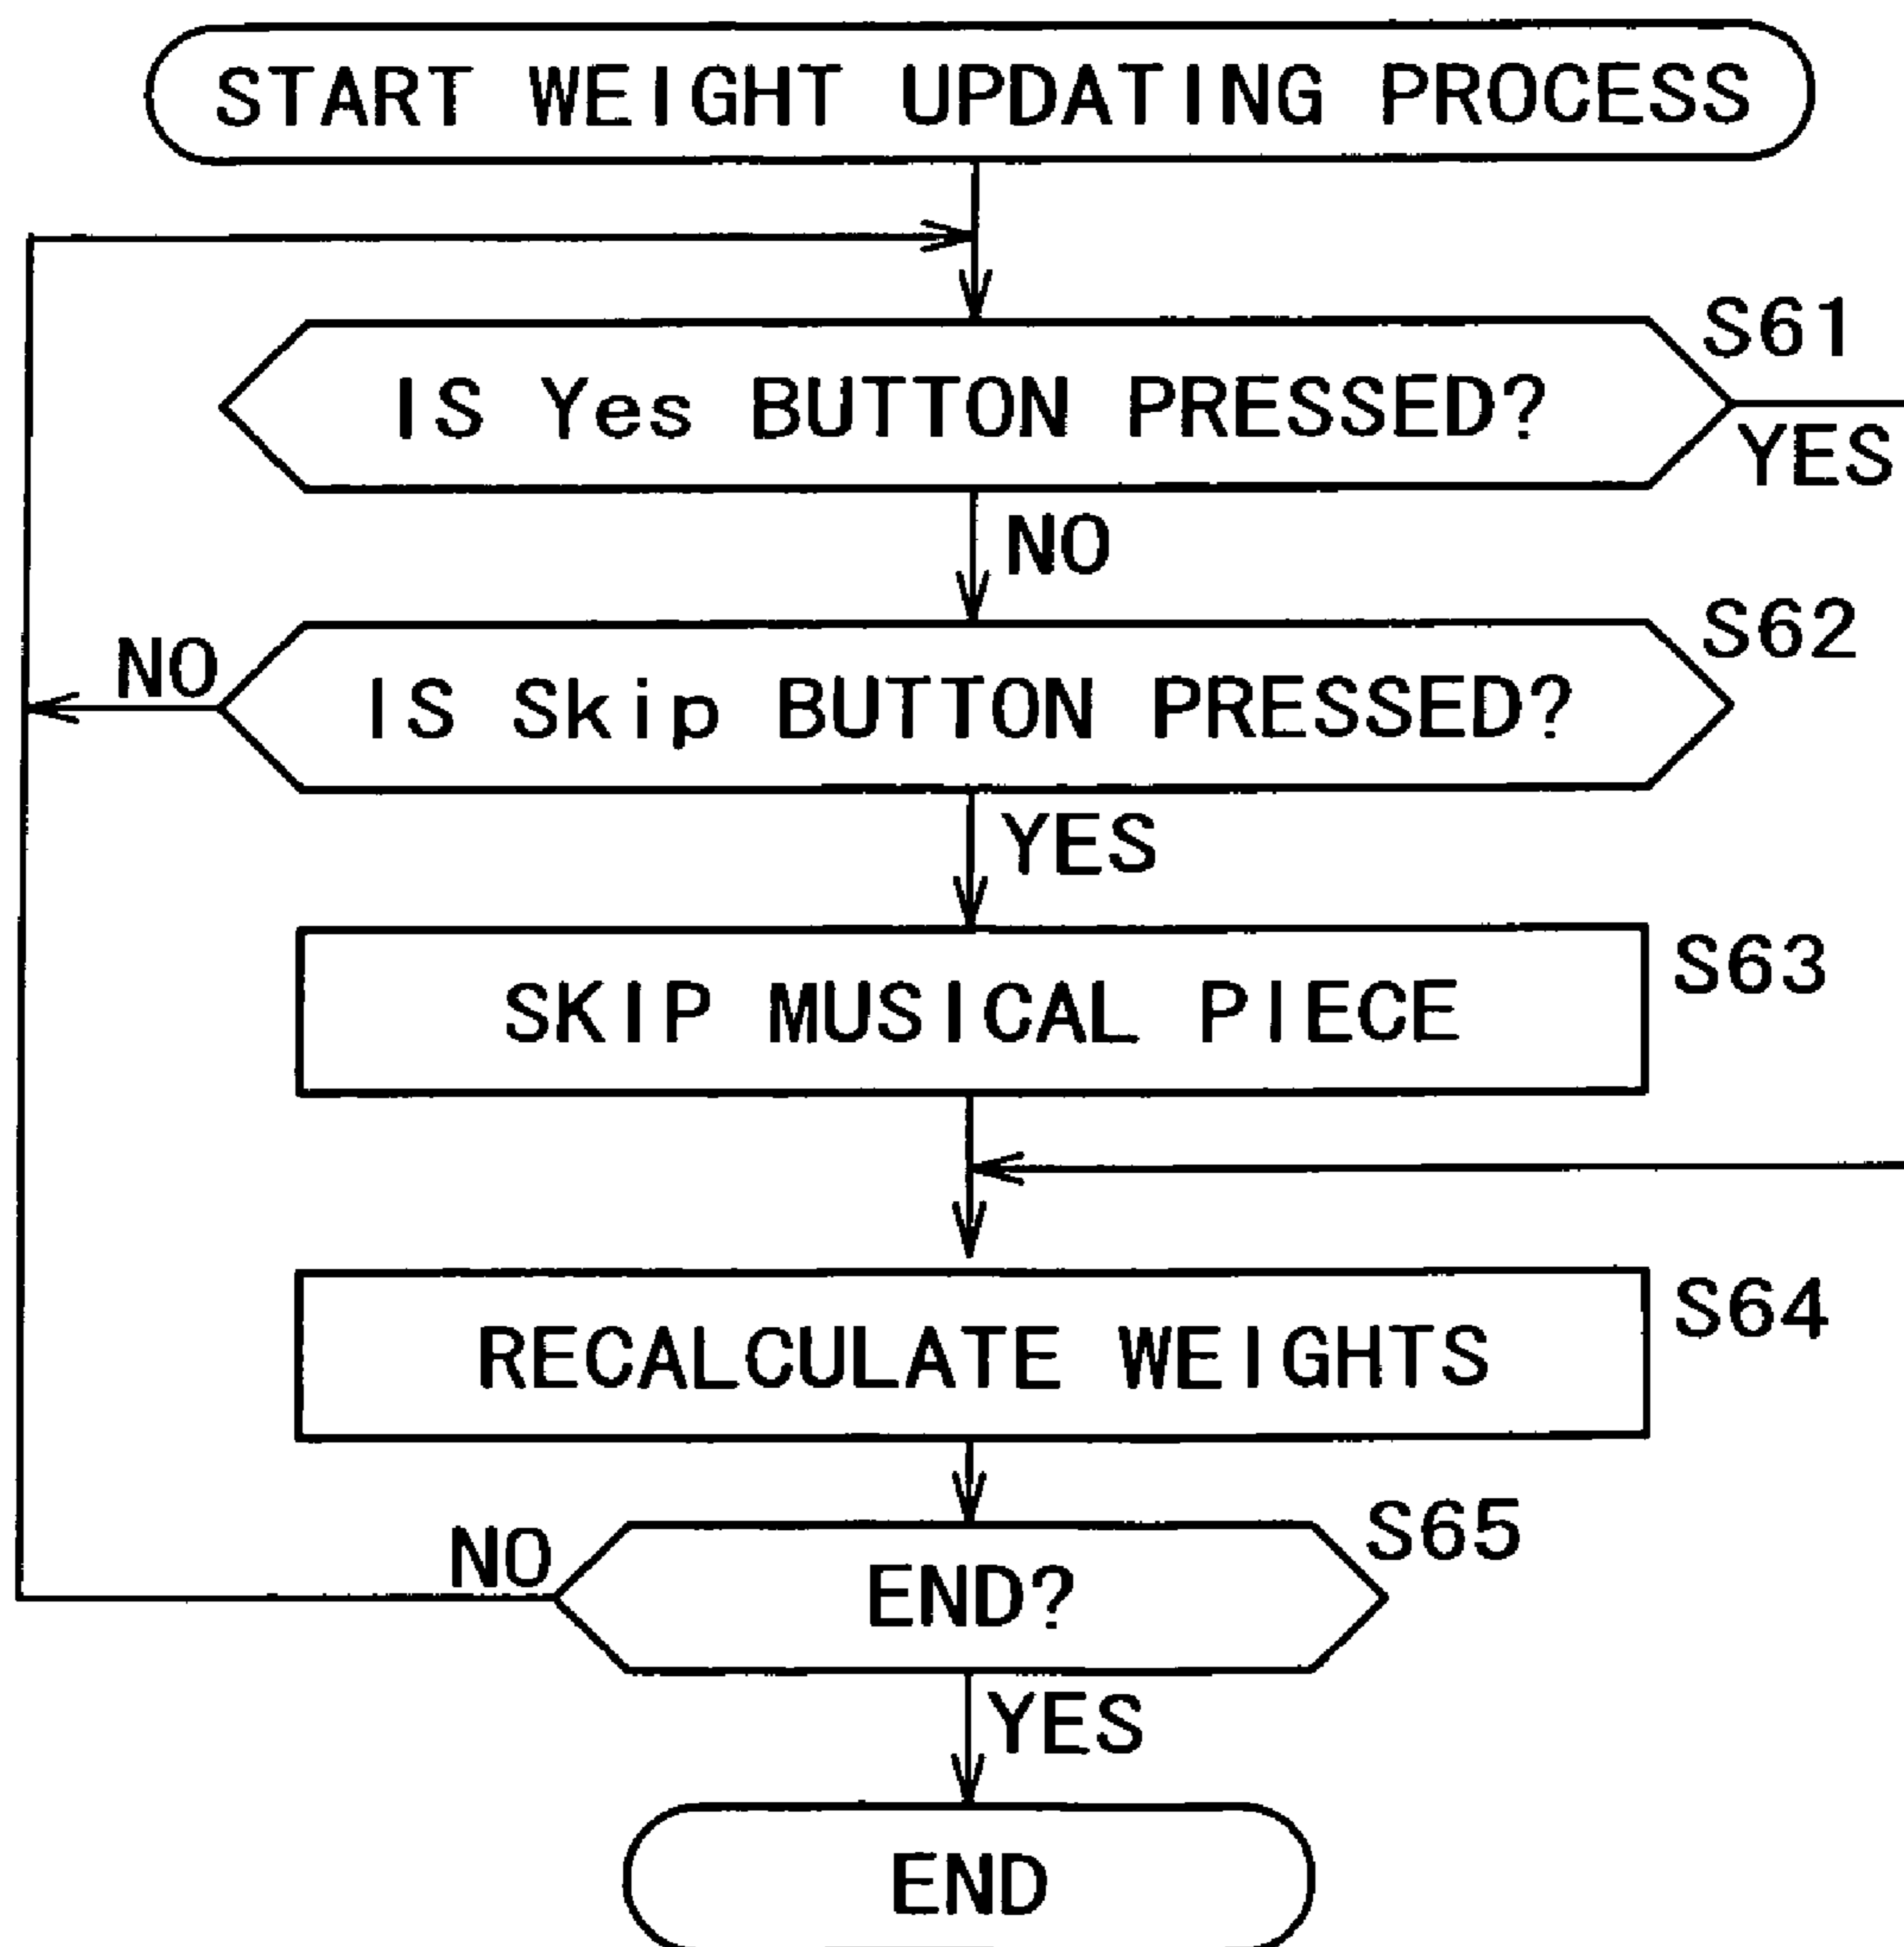 START WEIGHT UPDATING PROCESS
S61
IS Yes BUTTON PRESSED?
YES
NO
S62
NO
IS Skip BUTTON PRESSED?
YES
S63
SKIP MUSICAL PIECE
S64
RECALCULATE WEIGHTS
S65
NO
END?
YES
END